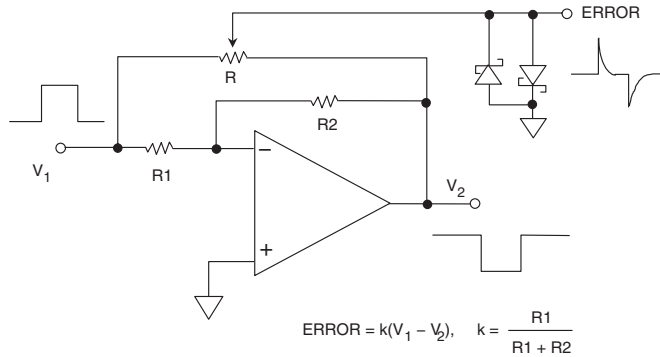 ERROR
R
R2
V₁
R1
−
+
V₂
ERROR = k(V₁ − V₂), k = R1 / R1 + R2